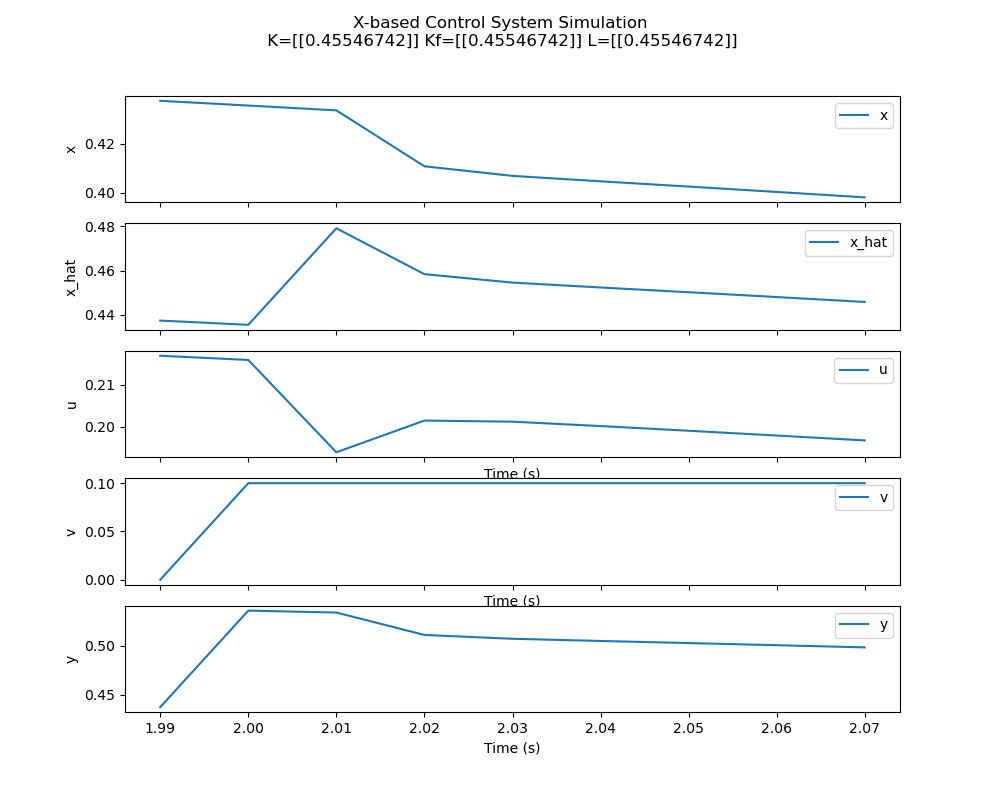 X-based Control System Simulation
K=[[0.45546742]] Kf=[[0.45546742]] L=[[0.45546742]]
x
0.42
0.40
x
x_hat
0.48
0.46
0.44
x_hat
u
0.21
0.20
u
Time (s)
v
0.10
0.05
0.00
v
Time (s)
y
0.50
0.45
y
1.99 2.00 2.01 2.02 2.03 2.04 2.05 2.06 2.07
Time (s)